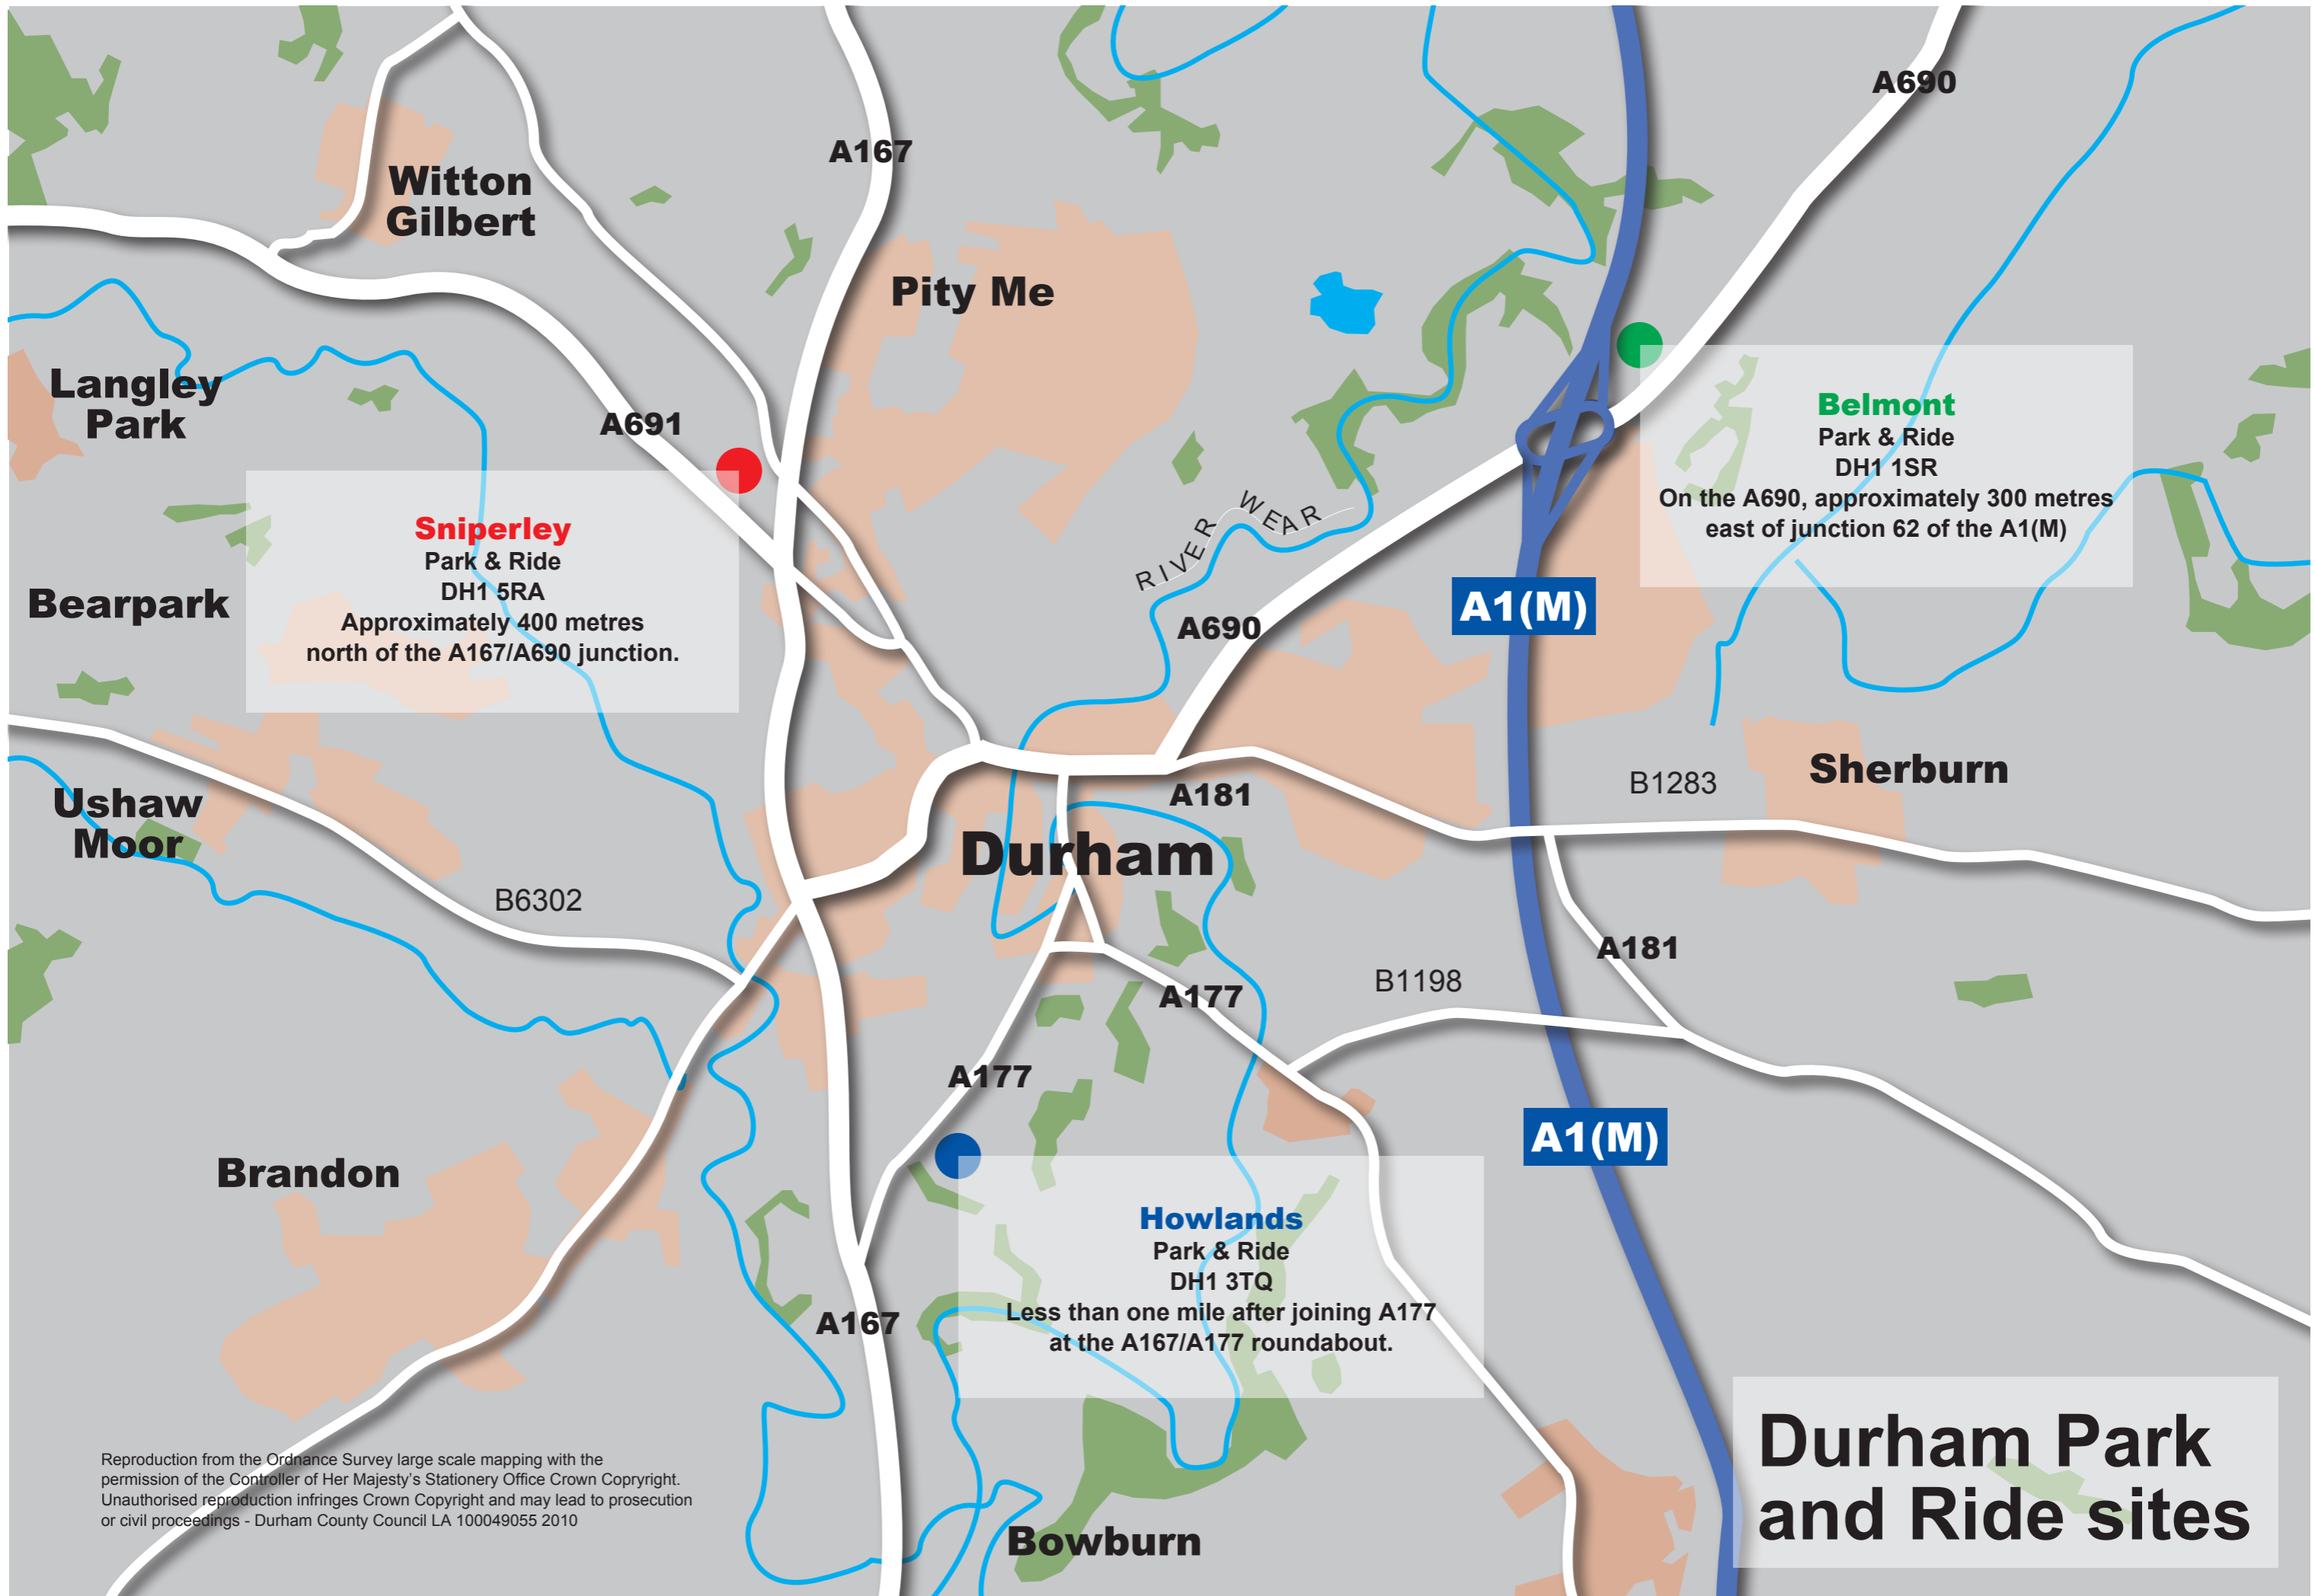 A690
A167
Witton
Gilbert
Pity Me
Langley
Park
A691
Belmont
Park & Ride
DH1 1SR
On the A690, approximately 300 metres
east of junction 62 of the A1(M)
Sniperley
Park & Ride
DH1 5RA
Approximately 400 metres
north of the A167/A690 junction.
RIVER WEAR
Bearpark
A1(M)
A690
Sherburn
B1283
A181
Ushaw
Moor
Durham
B6302
A181
B1198
A177
A177
A1(M)
Brandon
Howlands
Park & Ride
DH1 3TQ
Less than one mile after joining A177
at the A167/A177 roundabout.
A167
Durham Park
and Ride sites
Reproduction from the Ordnance Survey large scale mapping with the
permission of the Controller of Her Majesty's Stationery Office Crown Copryright.
Unauthorised reproduction infringes Crown Copyright and may lead to prosecution
or civil proceedings - Durham County Council LA 100049055 2010
Bowburn